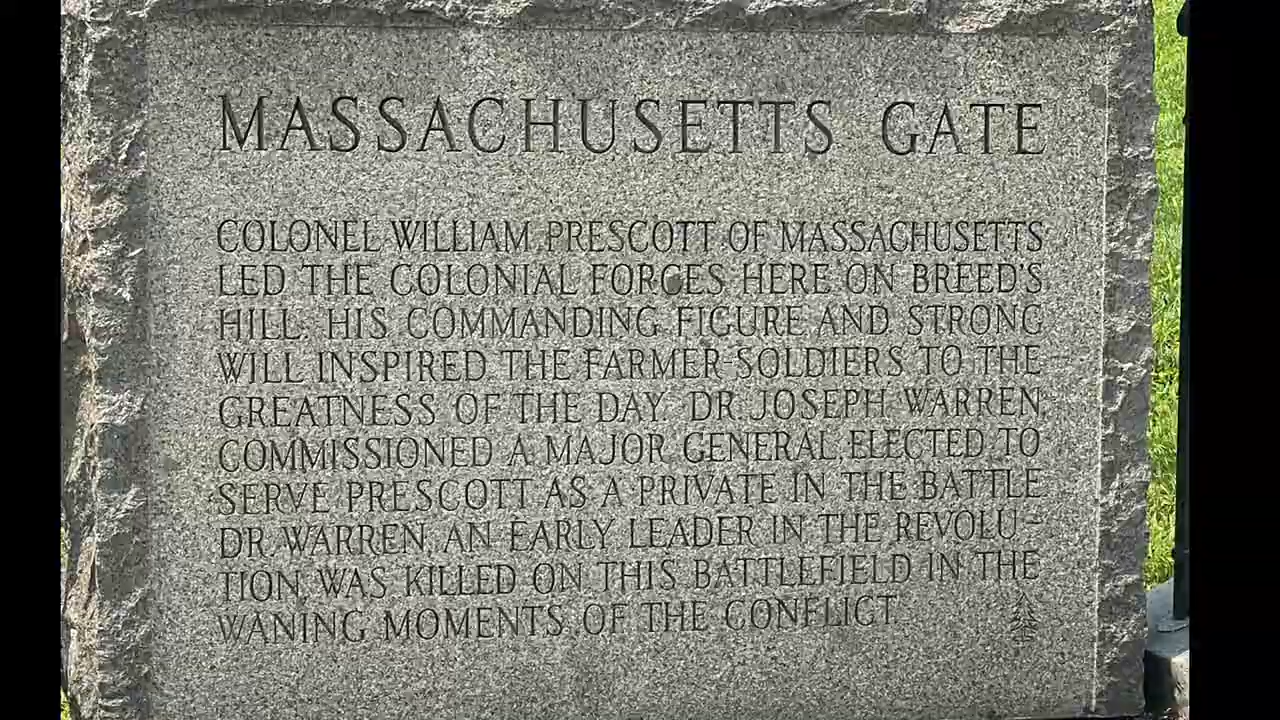 MASSACHUSETTS GATE
COLONEL WILLIAM PRESCOTT OF MASSACHUSETTS
LED THE COLONIAL FORCES HERE ON BREED'S
HILL. HIS COMMANDING FIGURE AND STRONG
WILL INSPIRED THE FARMER-SOLDIERS TO THE
GREATNESS OF THE DAY. DR. JOSEPH WARREN
COMMISSIONED A MAJOR GENERAL, ELECTED TO
SERVE PRESCOTT AS A PRIVATE IN THE BATTLE
DR. WARREN, AN EARLY LEADER IN THE REVOLU-
TION, WAS KILLED ON THIS BATTLEFIELD IN THE
WANING MOMENTS OF THE CONFLICT.